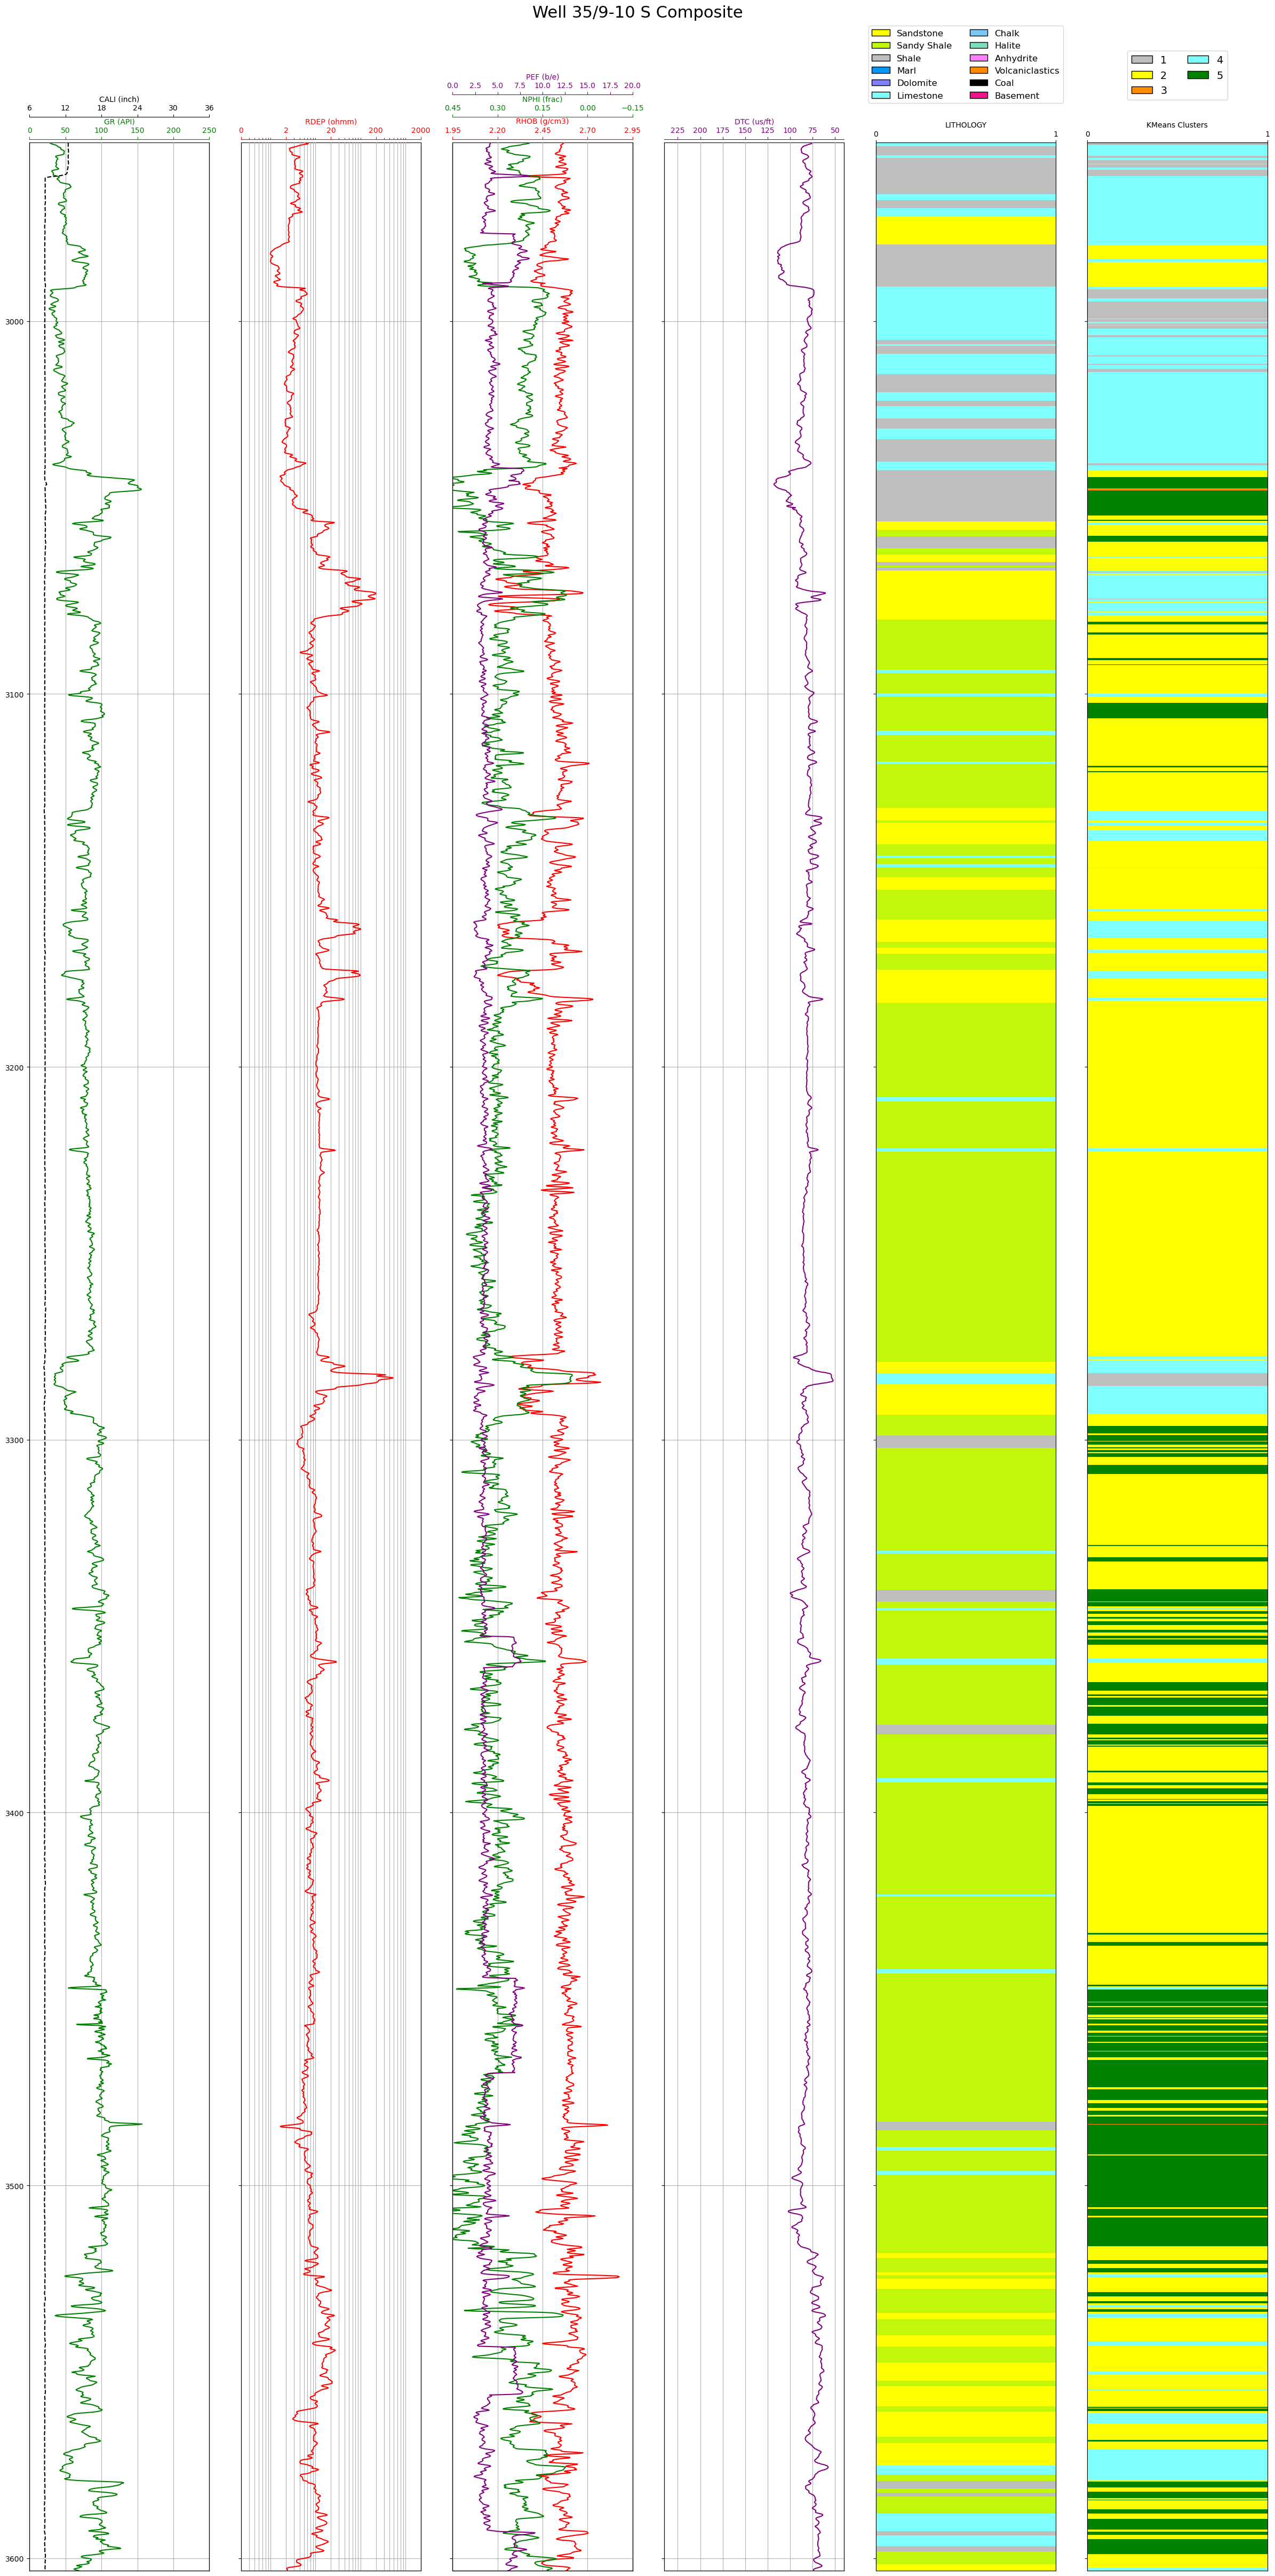 Well 35/9-10 S Composite
Sandstone Chalk
Sandy Shale Halite
Shale Anhydrite
Marl Volcaniclastics
Dolomite Coal
Limestone Basement
1 4
2 5
3
PEF (b/e)
0.0 2.5 5.0 7.5 10.0 12.5 15.0 17.5 20.0
CALI (inch)
6 12 18 24 30 36
NPHI (frac)
0.45 0.30 0.15 0.00 −0.15
GR (API)
0 50 100 150 200 250
RDEP (ohmm)
0 2 20 200 2000
RHOB (g/cm3)
1.95 2.20 2.45 2.70 2.95
DTC (us/ft)
225 200 175 150 125 100 75 50
LITHOLOGY
0 1
KMeans Clusters
0 1
3000
3100
3200
3300
3400
3500
3600